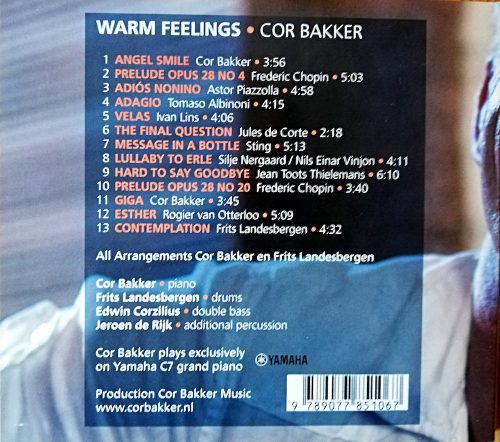 WARM FEELINGS • COR BAKKER
1 ANGEL SMILE Cor Bakker • 3:56
2 PRELUDE OPUS 28 NO 4 Frederic Chopin • 5:03
3 ADIÓS NONINO Astor Piazzolla • 4:58
4 ADAGIO Tomaso Albinoni • 4:15
5 VELAS Ivan Lins • 4:06
6 THE FINAL QUESTION Jules de Corte • 2:18
7 MESSAGE IN A BOTTLE Sting • 5:13
8 LULLABY TO ERLE Silje Nergaard / Nils Einar Vinjon • 4:11
9 HARD TO SAY GOODBYE Jean Toots Thielemans • 6:10
10 PRELUDE OPUS 28 NO 20 Frederic Chopin • 3:40
11 GIGA Cor Bakker • 3:45
12 ESTHER Rogier van Otterloo • 5:09
13 CONTEMPLATION Frits Landesbergen • 4:32
All Arrangements Cor Bakker en Frits Landesbergen
Cor Bakker • piano
Frits Landesbergen • drums
Edwin Corzilius • double bass
Jeroen de Rijk • additional percussion
Cor Bakker plays exclusively
on Yamaha C7 grand piano
YAMAHA
Production Cor Bakker Music
www.corbakker.nl
9 789077 851067